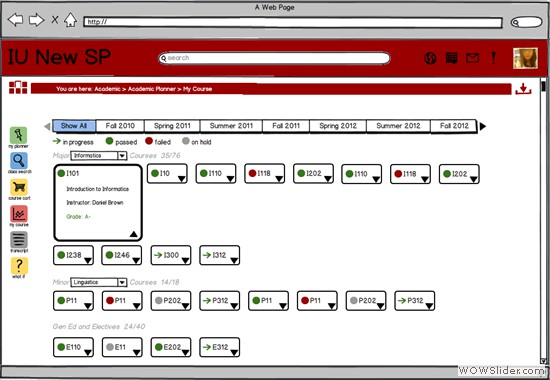 A Web Page
http://
IU New SP
search
You are here: Academic > Academic Planner > My Course
Show All Fall 2010 Spring 2011 Summer 2011 Fall 2011 Spring 2012 Summer 2012 Fall 2012
in progress passed failed on hold
my planner
class search
course cart
my course
transcript
what if
Major Informatics Courses 35/76
I101 I10 I110 I118 I202 I110 I118 I202
Introduction to Informatics
Instructor: Daniel Brown
Grade: A-
I238 I246 I300 I312
Minor Linguistics Courses 14/18
P11 P11 P202 P312 P11 P11 P202 P312
Gen Ed and Electives 24/40
E110 E11 E202 E312
WOWSlider.com